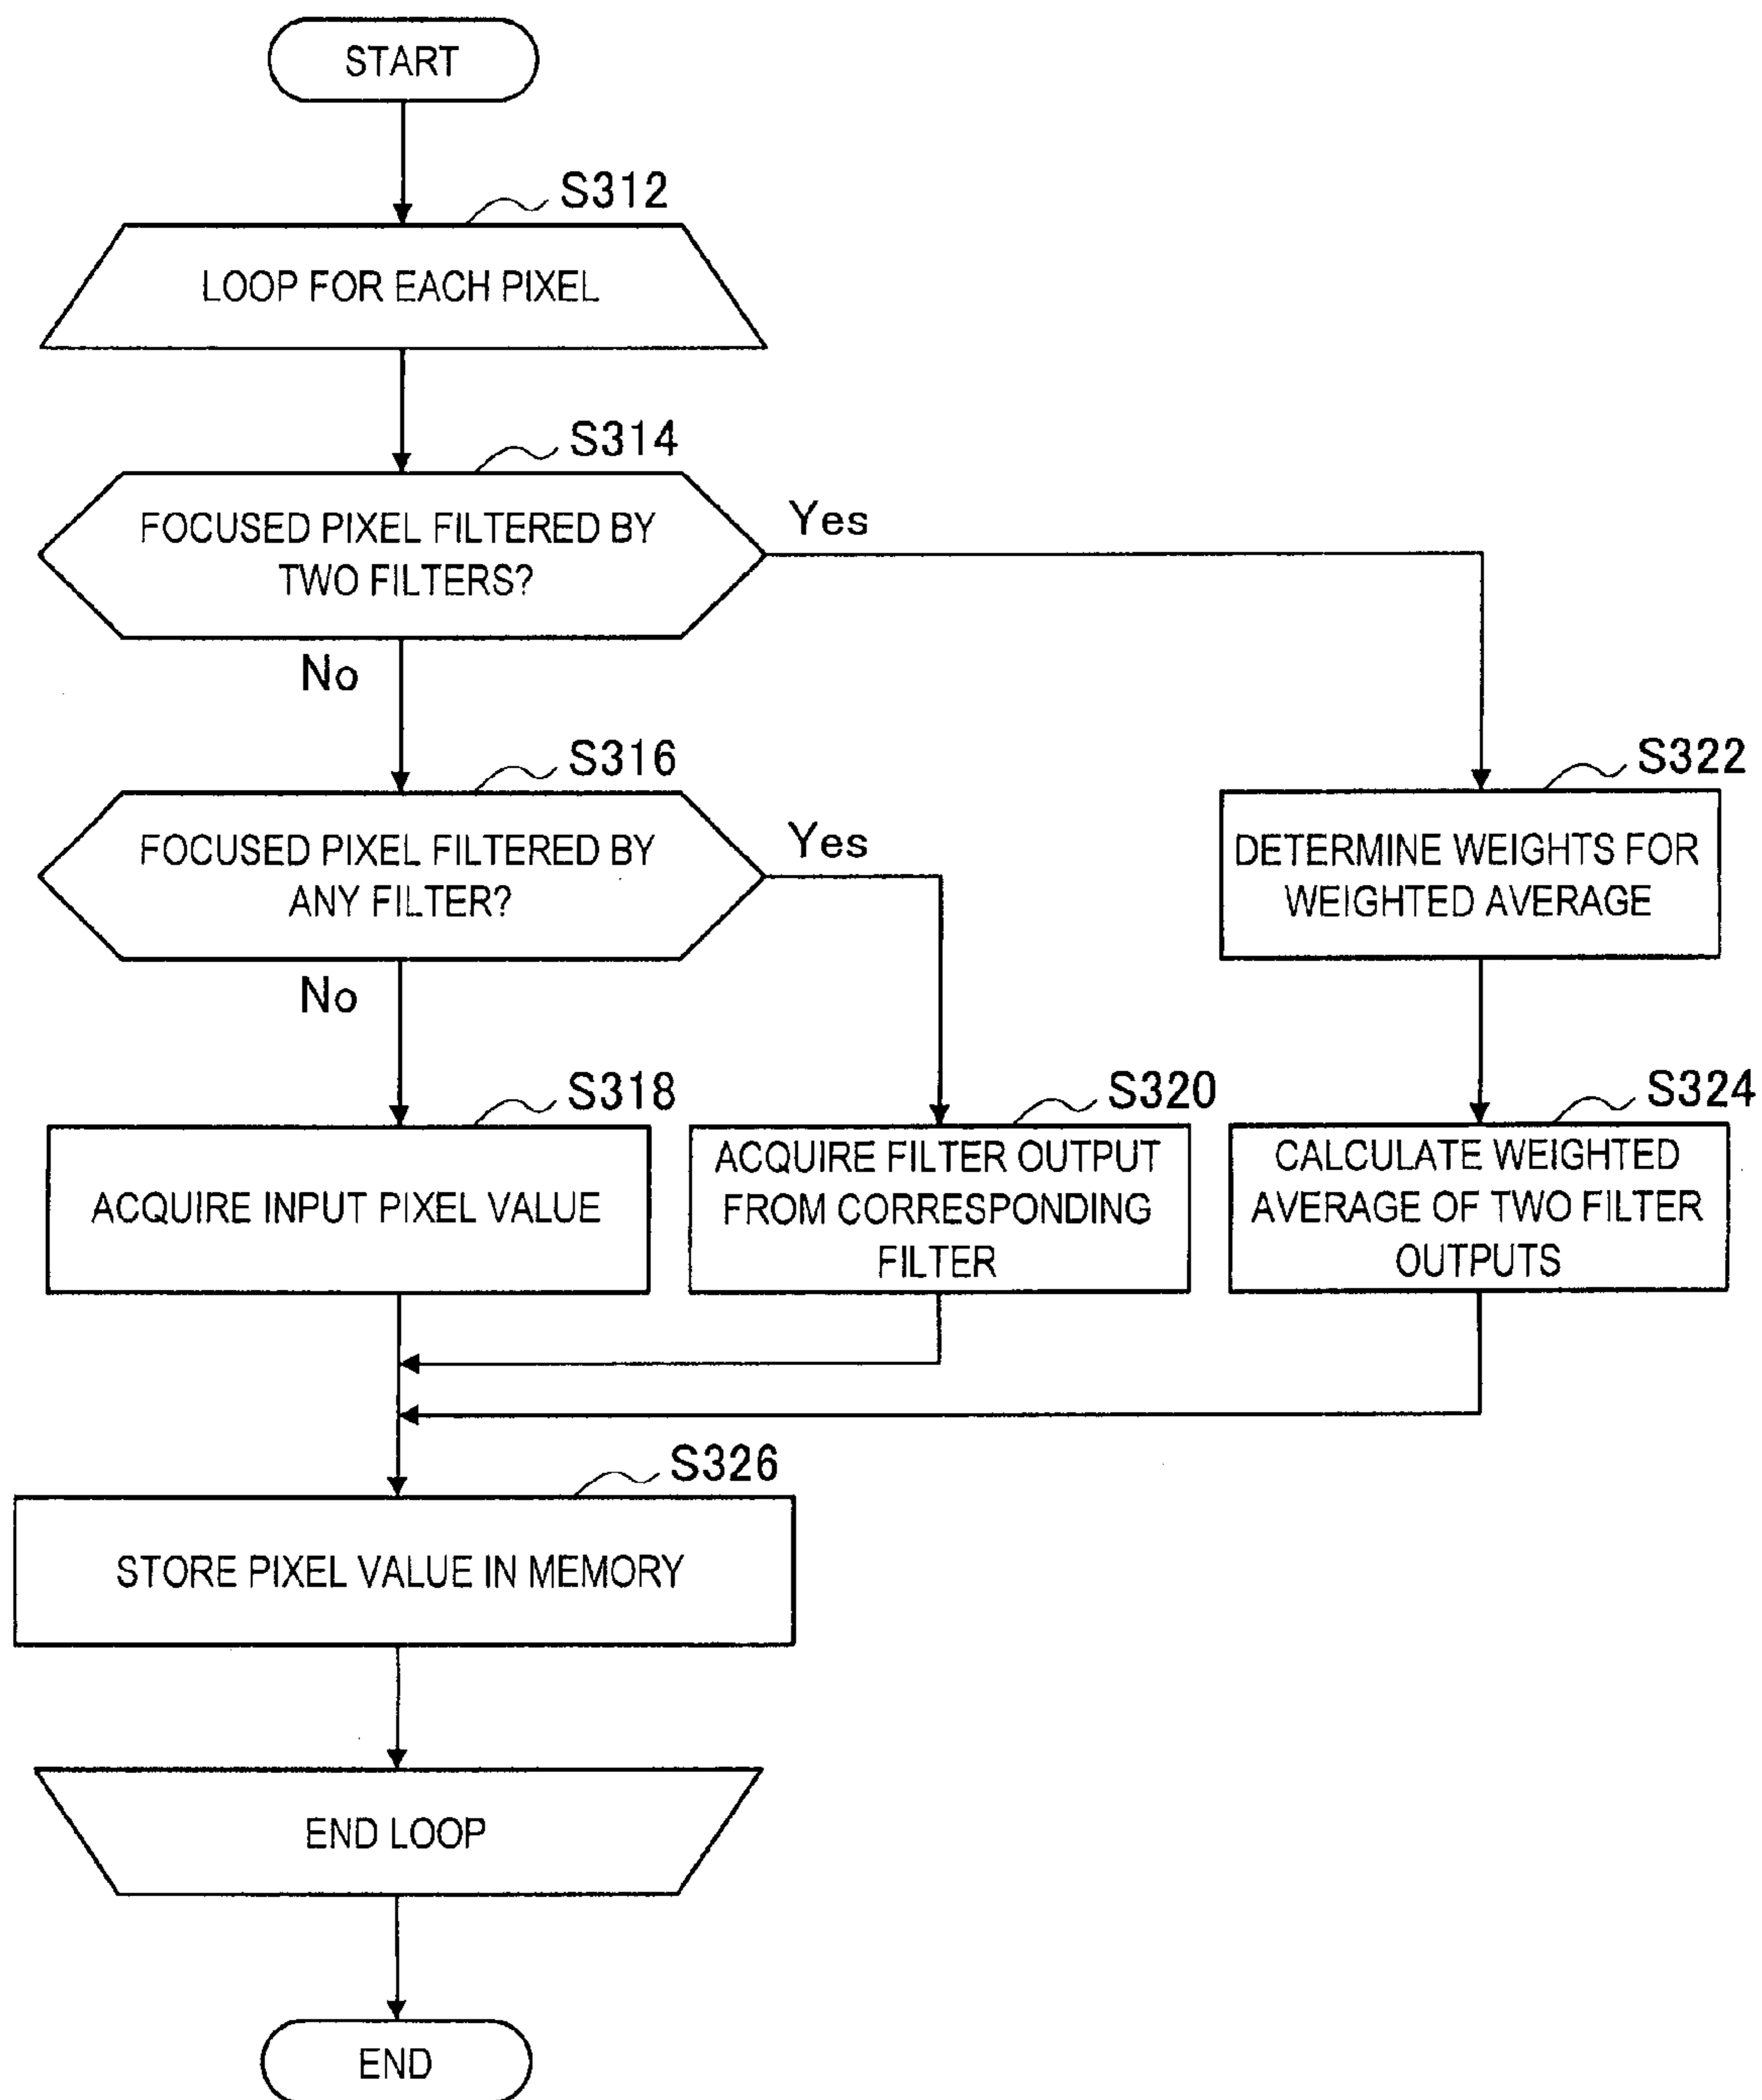 START
S312
LOOP FOR EACH PIXEL
S314
FOCUSED PIXEL FILTERED BY
TWO FILTERS?
Yes
No
S316
FOCUSED PIXEL FILTERED BY
ANY FILTER?
Yes
No
S322
DETERMINE WEIGHTS FOR
WEIGHTED AVERAGE
S318
ACQUIRE INPUT PIXEL VALUE
S320
ACQUIRE FILTER OUTPUT
FROM CORRESPONDING
FILTER
S324
CALCULATE WEIGHTED
AVERAGE OF TWO FILTER
OUTPUTS
S326
STORE PIXEL VALUE IN MEMORY
END LOOP
END